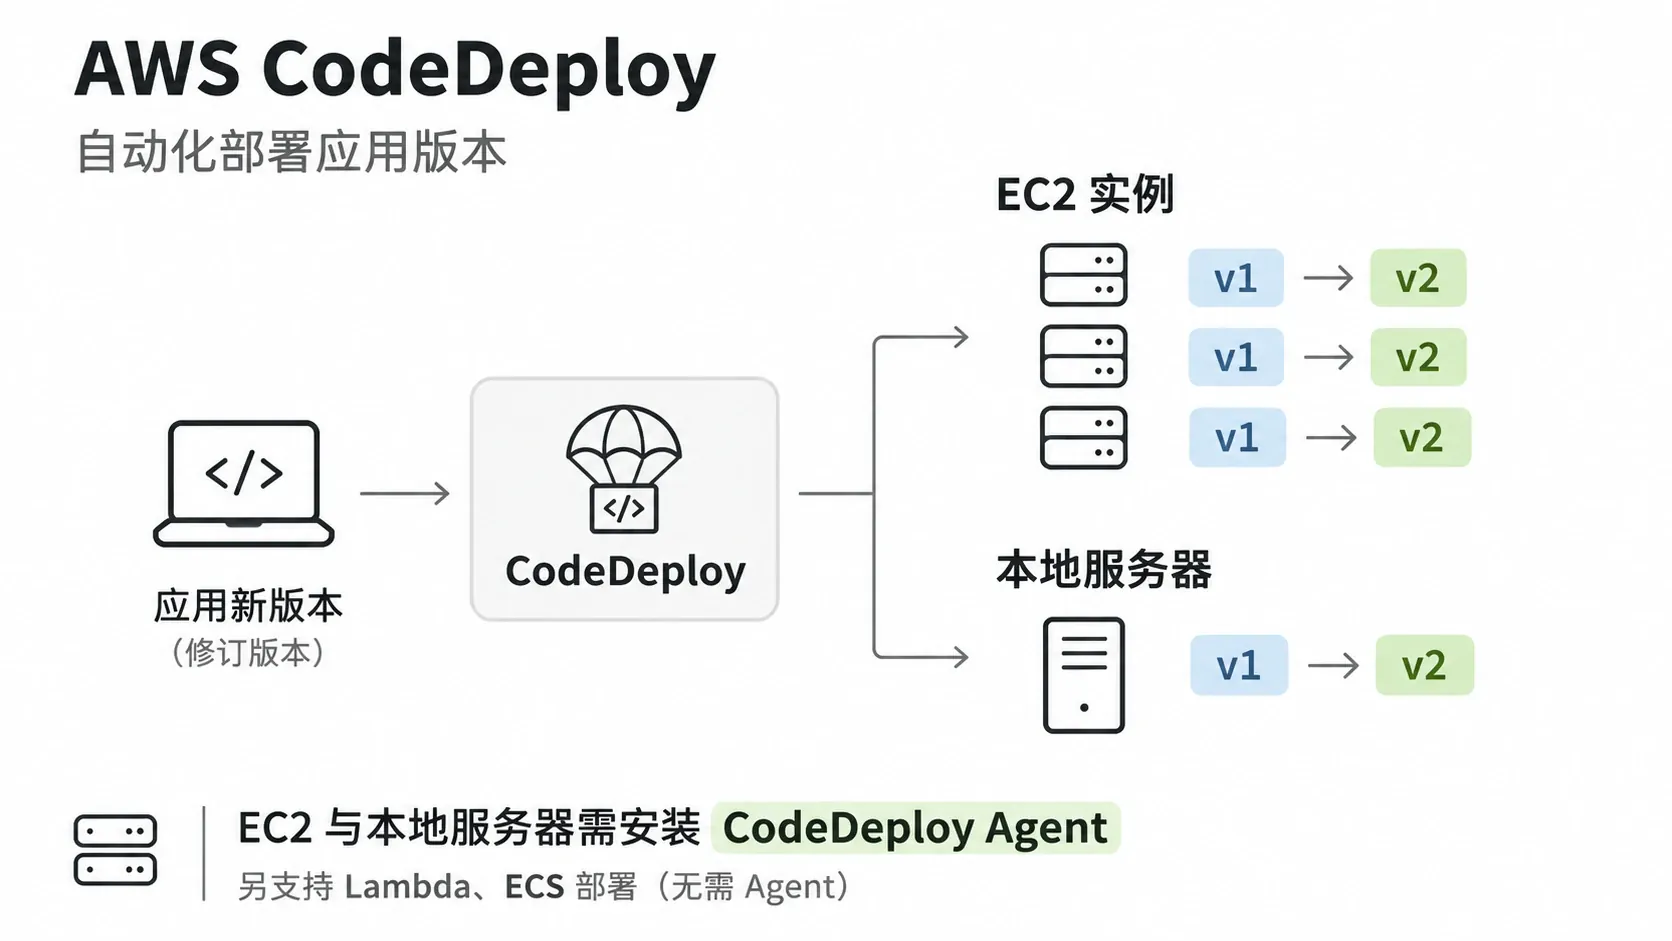 AWS CodeDeploy
自动化部署应用版本
</>
应用新版本
（修订版本）
</>
CodeDeploy
EC2 实例
v1 → v2
v1 → v2
v1 → v2
本地服务器
v1 → v2
EC2 与本地服务器需安装 CodeDeploy Agent
另支持 Lambda、ECS 部署（无需 Agent）